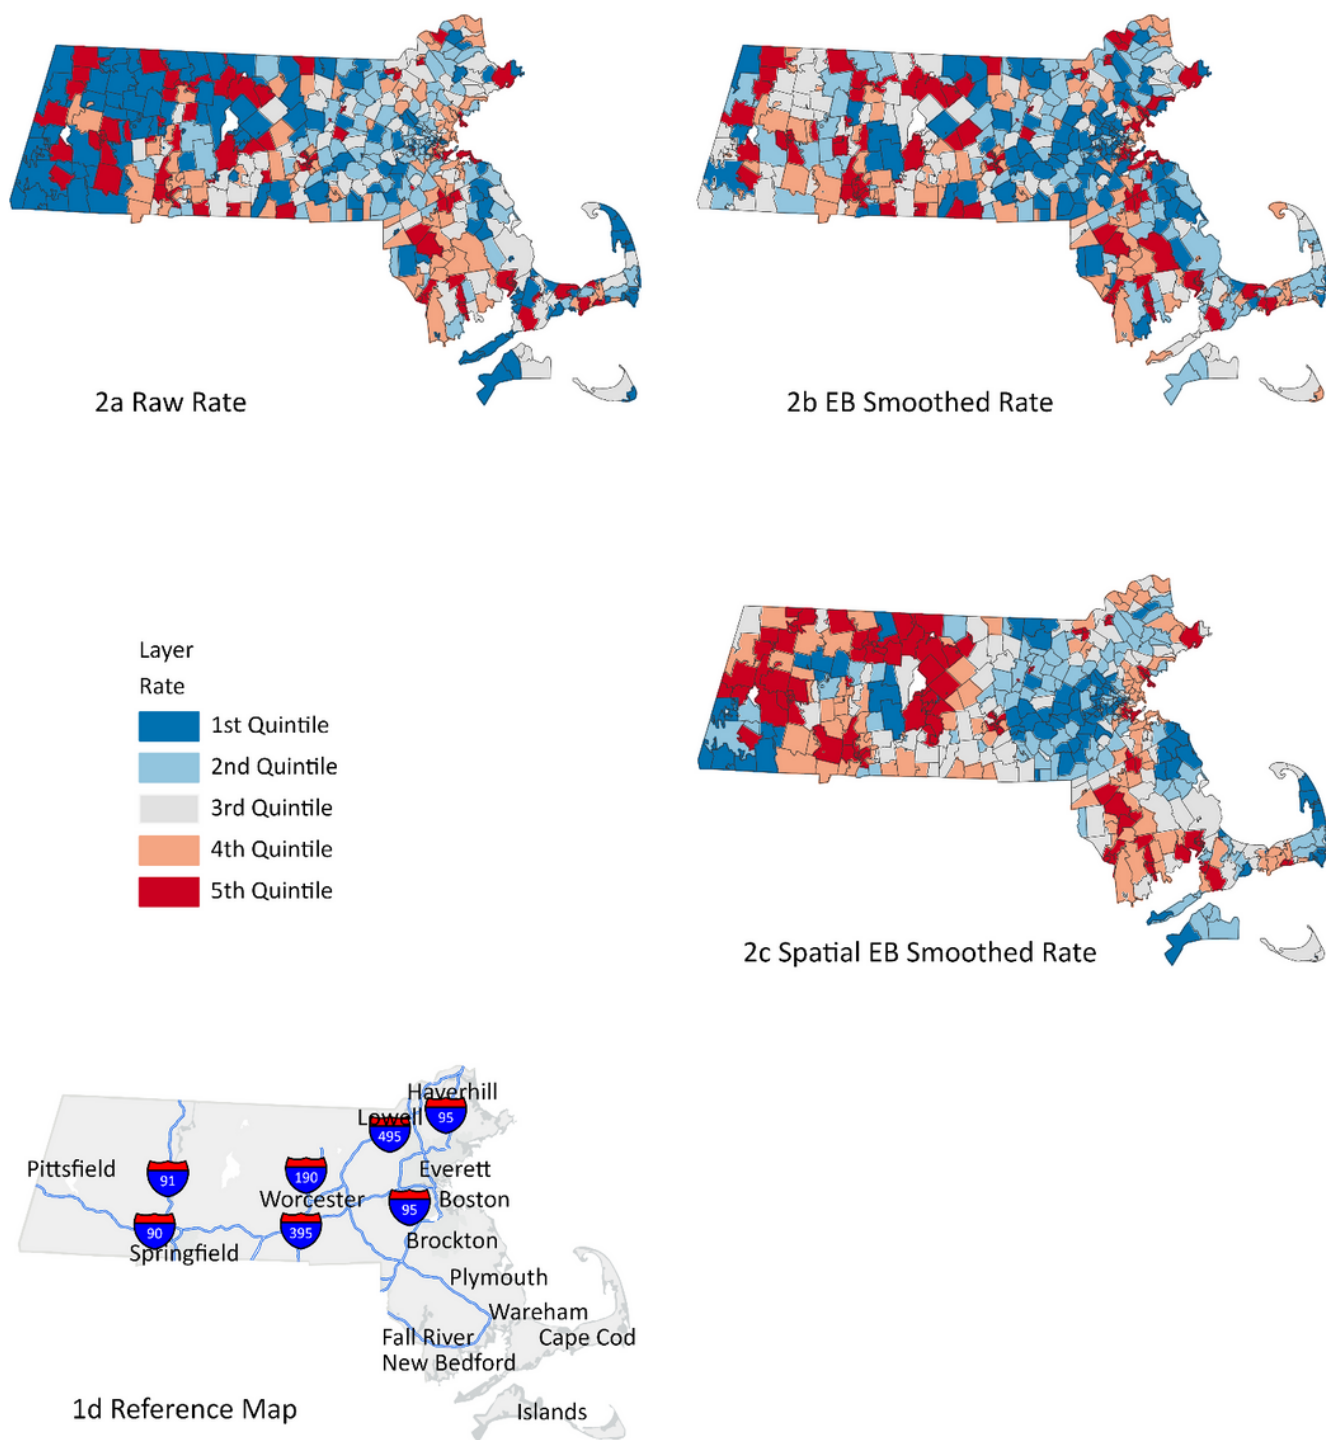 2a Raw Rate
2b EB Smoothed Rate
Layer
Rate
1st Quintile
2nd Quintile
3rd Quintile
4th Quintile
5th Quintile
2c Spatial EB Smoothed Rate
Haverhill
95
Lowell
495
Pittsfield
91
190
Everett
Worcester
95
Boston
90
395
Springfield
Brockton
Plymouth
Wareham
Fall River
Cape Cod
New Bedford
1d Reference Map
Islands